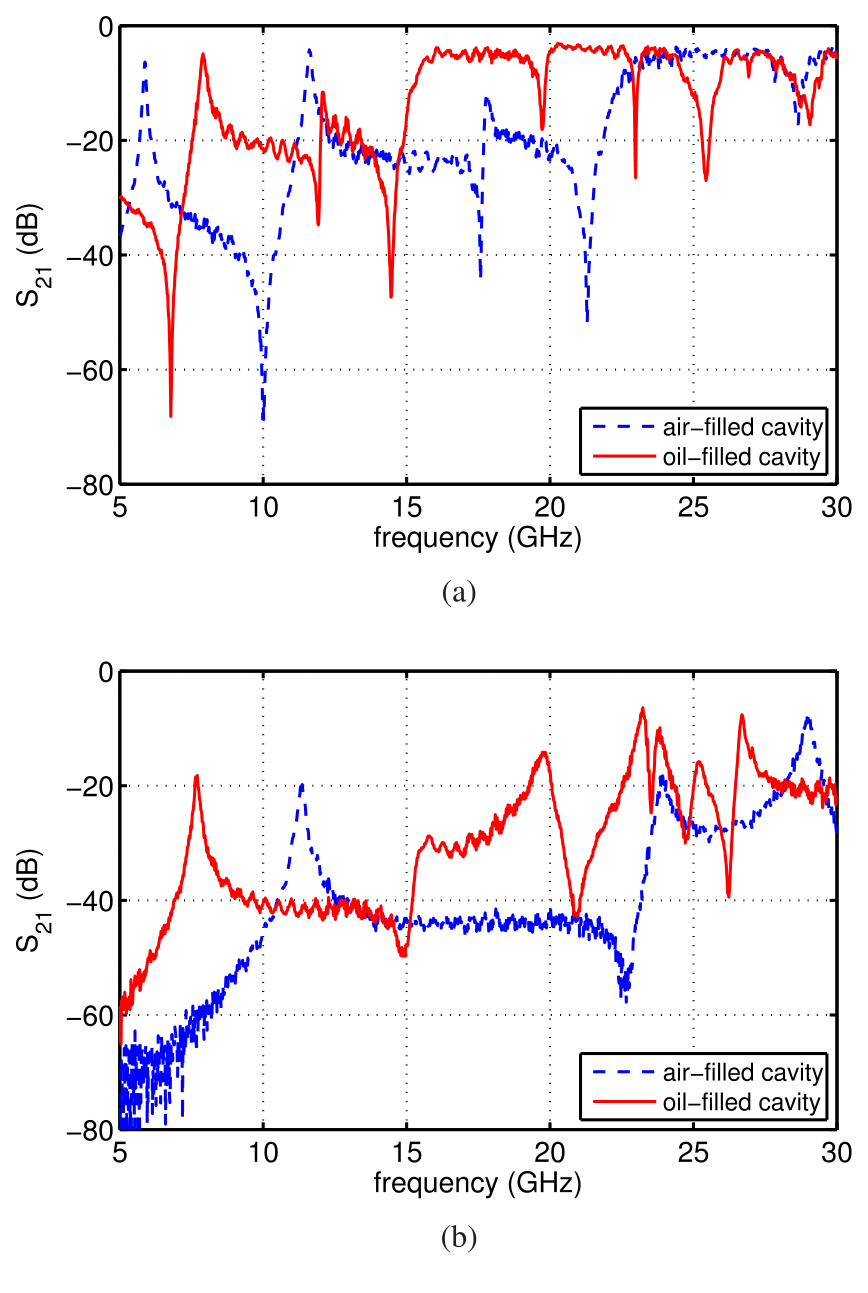 0
−20
−40
−60
−80
S21 (dB)
air−filled cavity
oil−filled cavity
5 10 15 20 25 30
frequency (GHz)
(a)
0
−20
−40
−60
−80
S21 (dB)
air−filled cavity
oil−filled cavity
5 10 15 20 25 30
frequency (GHz)
(b)